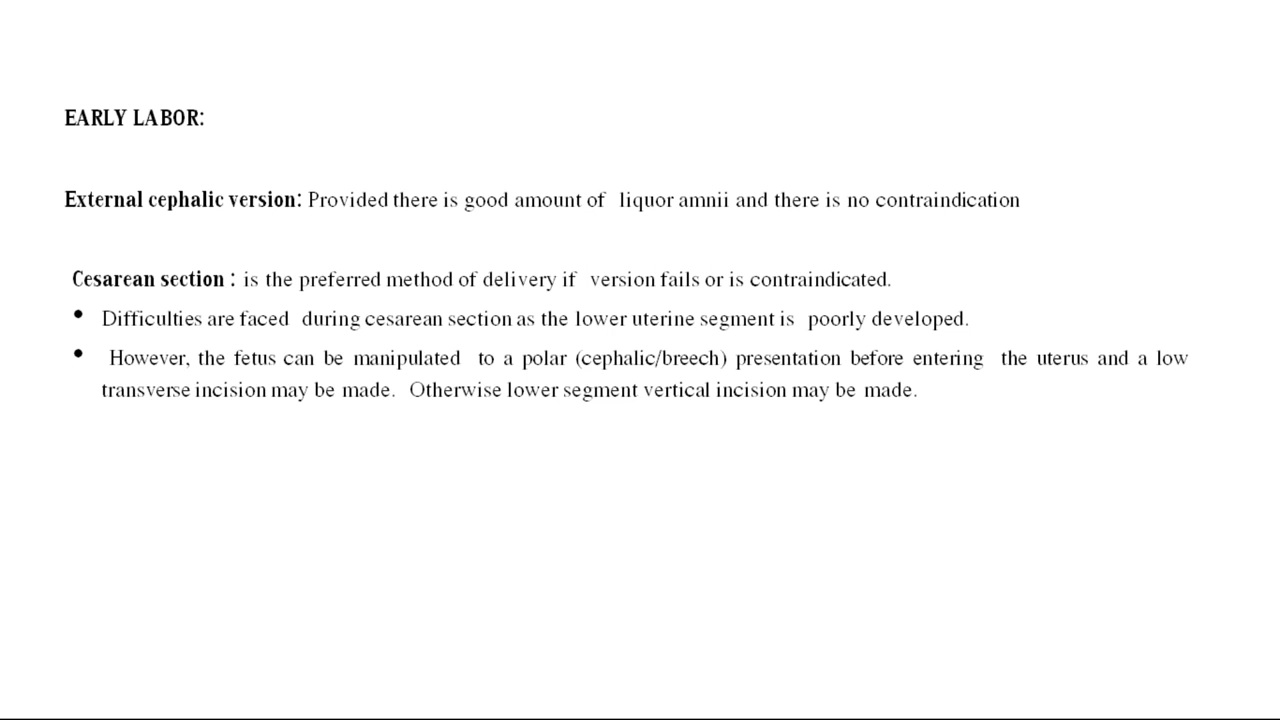 EARLY LABOR:
External cephalic version: Provided there is good amount of liquor amnii and there is no contraindication
Cesarean section : is the preferred method of delivery if version fails or is contraindicated.
• Difficulties are faced during cesarean section as the lower uterine segment is poorly developed.
• However, the fetus can be manipulated to a polar (cephalic/breech) presentation before entering the uterus and a low
transverse incision may be made. Otherwise lower segment vertical incision may be made.